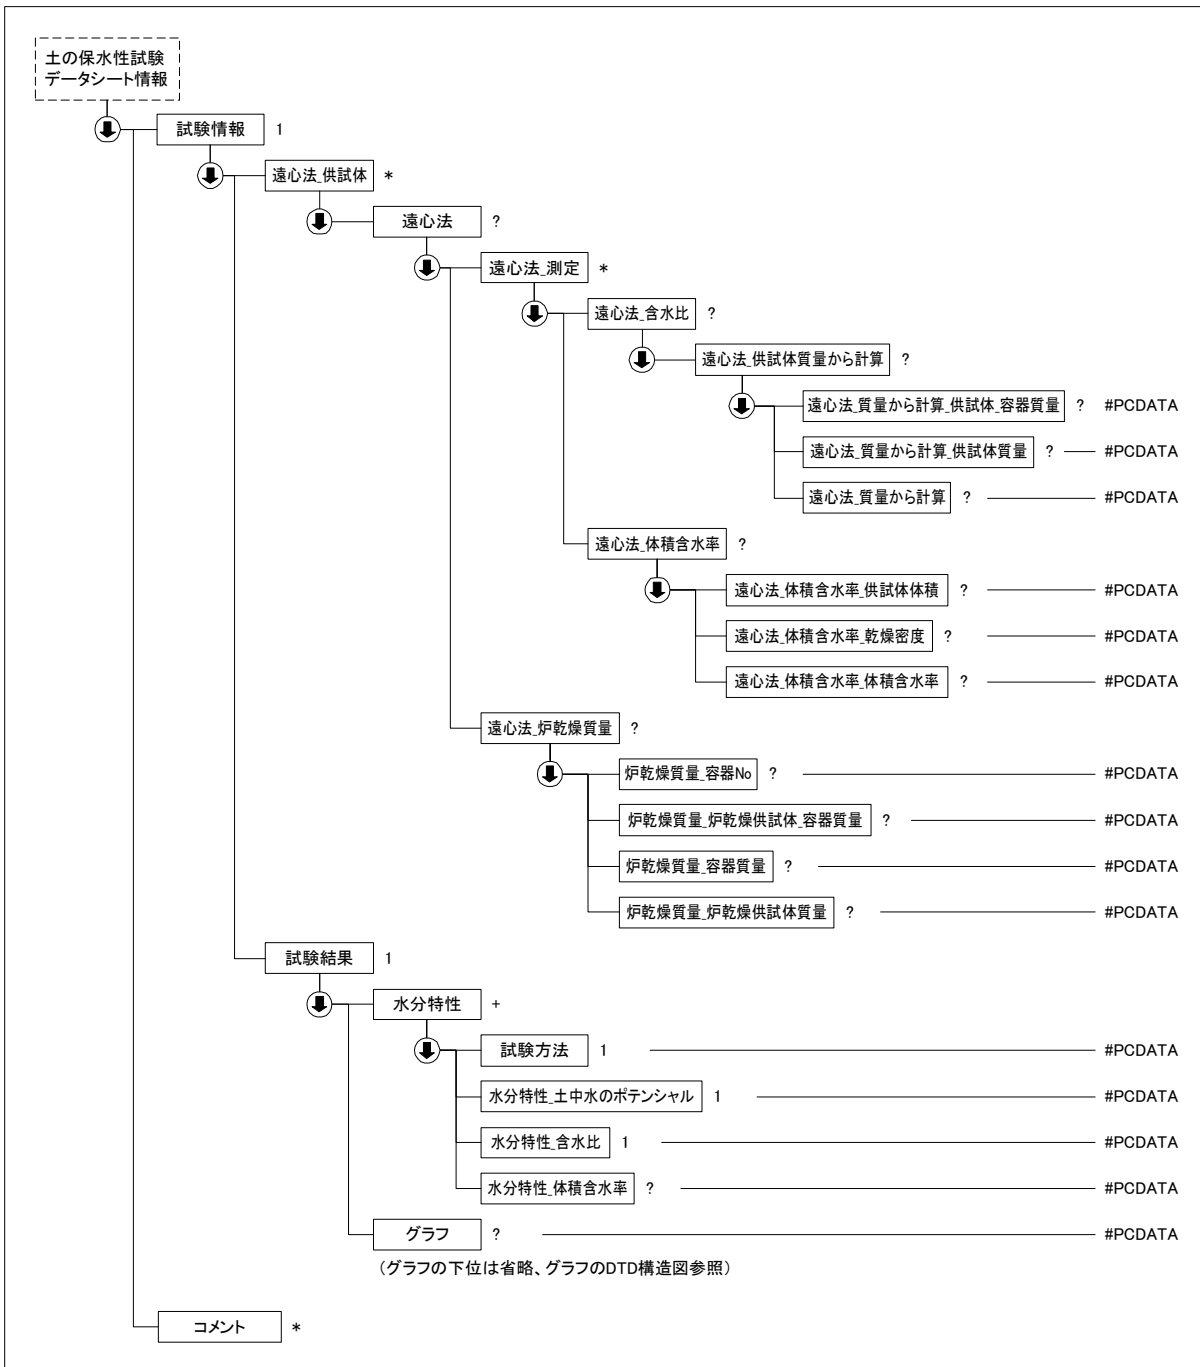 土の保水性試験
データシート情報
試験情報 1
遠心法_供試体 *
遠心法 ?
遠心法_測定 *
遠心法_含水比 ?
遠心法_供試体質量から計算 ?
遠心法_質量から計算_供試体_容器質量 ? #PCDATA
遠心法_質量から計算_供試体質量 ? #PCDATA
遠心法_質量から計算 ? #PCDATA
遠心法_体積含水率 ?
遠心法_体積含水率_供試体体積 ? #PCDATA
遠心法_体積含水率_乾燥密度 ? #PCDATA
遠心法_体積含水率_体積含水率 ? #PCDATA
遠心法_炉乾燥質量 ?
炉乾燥質量_容器No ? #PCDATA
炉乾燥質量_炉乾燥供試体_容器質量 ? #PCDATA
炉乾燥質量_容器質量 ? #PCDATA
炉乾燥質量_炉乾燥供試体質量 ? #PCDATA
試験結果 1
水分特性 +
試験方法 1 #PCDATA
水分特性_土中水のポテンシャル 1 #PCDATA
水分特性_含水比 1 #PCDATA
水分特性_体積含水率 ? #PCDATA
グラフ ? #PCDATA
（グラフの下位は省略、グラフのDTD構造図参照）
コメント *